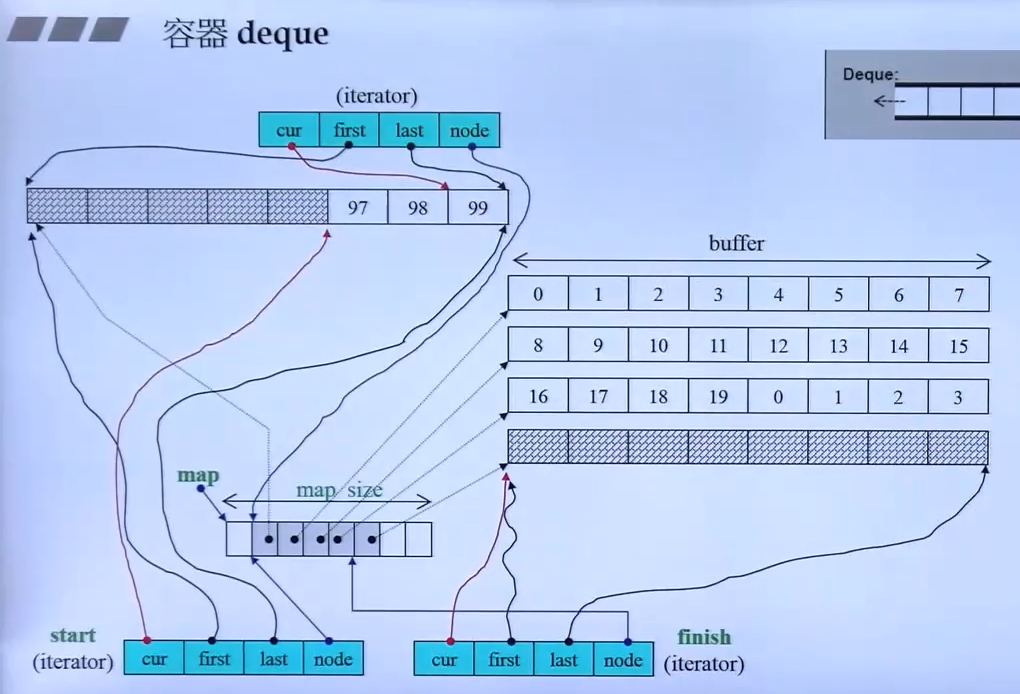 容器 deque
Deque:
(iterator)
cur first last node
97 98 99
buffer
0 1 2 3 4 5 6 7
8 9 10 11 12 13 14 15
16 17 18 19 0 1 2 3
map
map size
start
(iterator)
cur first last node
cur first last node
finish
(iterator)